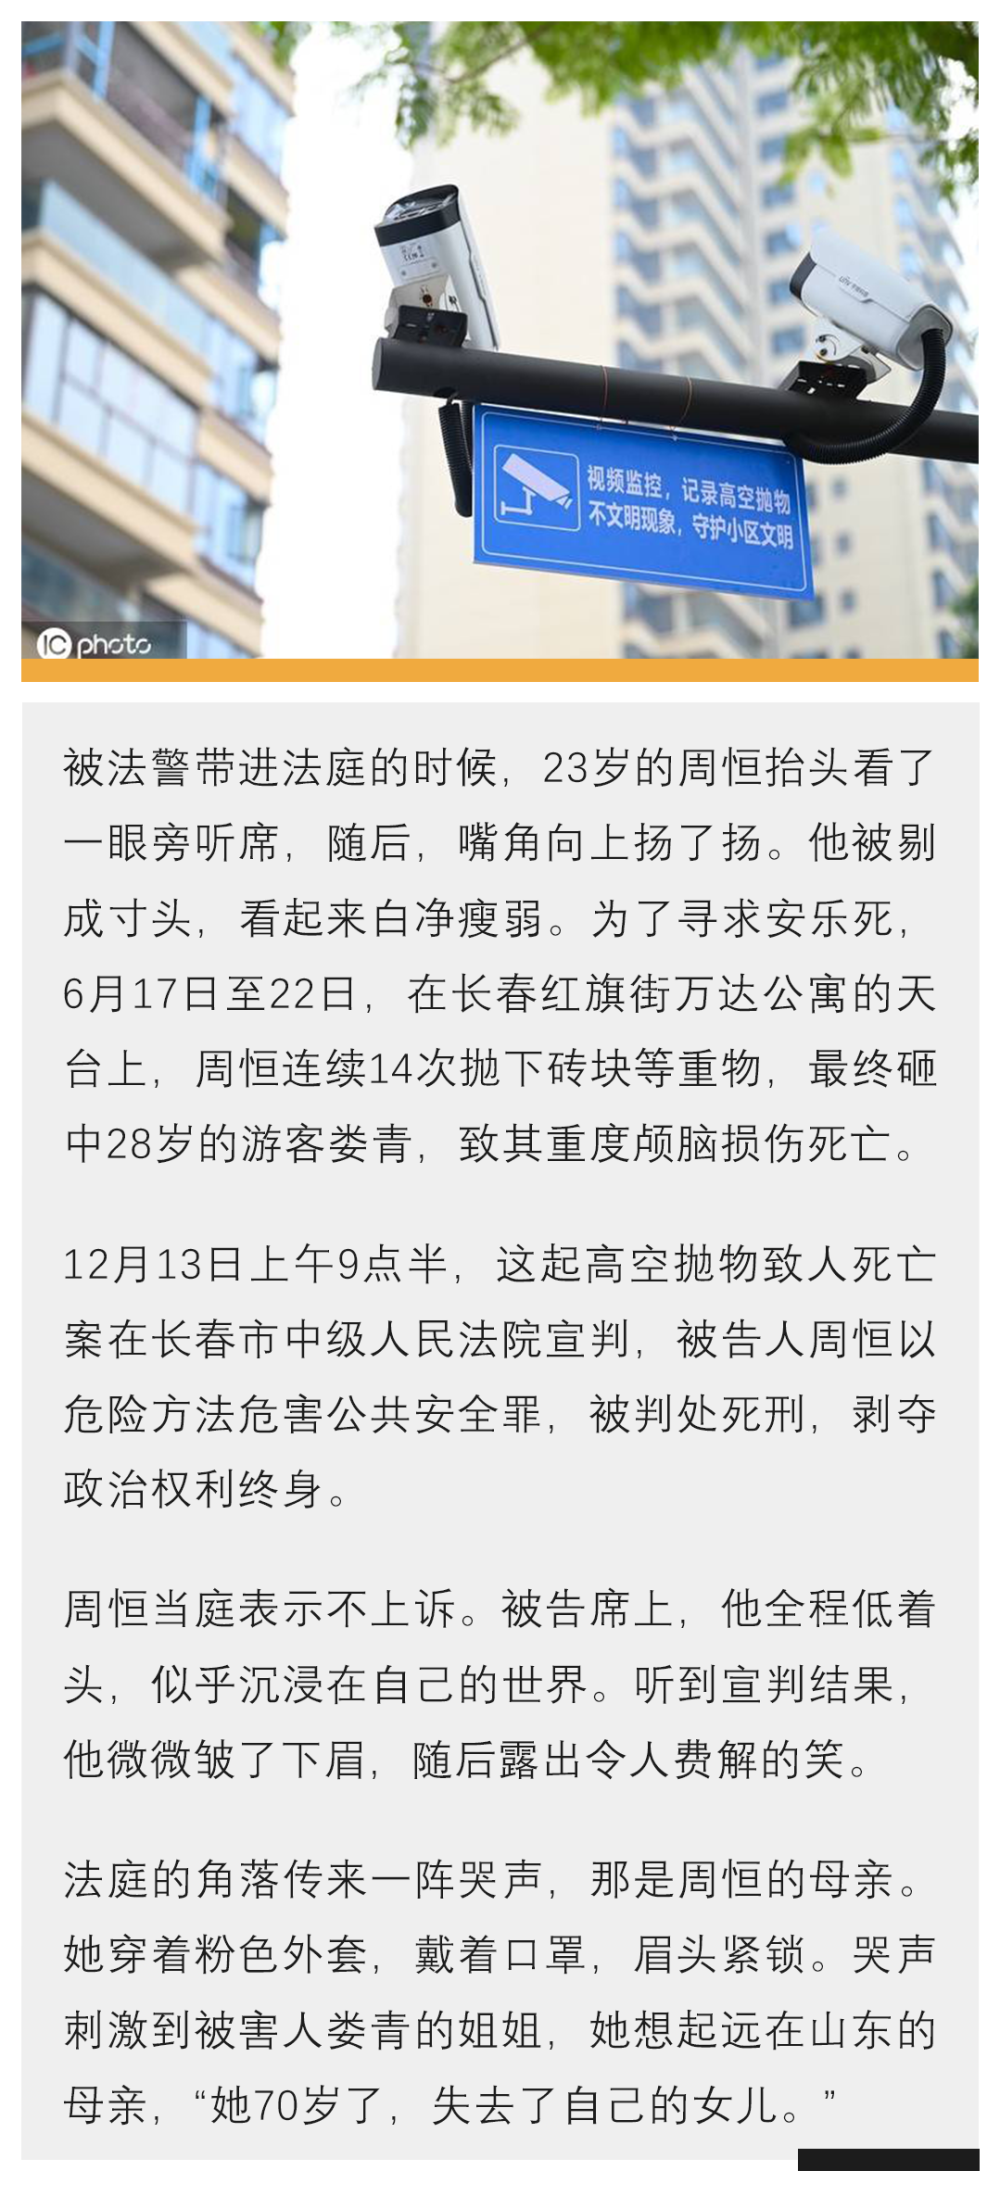 视频监控，记录高空抛物
不文明现象，守护小区文明
IC photo
被法警带进法庭的时候，23岁的周恒抬头看了
一眼旁听席，随后，嘴角向上扬了扬。他被剔
成寸头，看起来白净瘦弱。为了寻求安乐死，
6月17日至22日，在长春红旗街万达公寓的天
台上，周恒连续14次抛下砖块等重物，最终砸
中28岁的游客娄青，致其重度颅脑损伤死亡。
12月13日上午9点半，这起高空抛物致人死亡
案在长春市中级人民法院宣判，被告人周恒以
危险方法危害公共安全罪，被判处死刑，剥夺
政治权利终身。
周恒当庭表示不上诉。被告席上，他全程低着
头，似乎沉浸在自己的世界。听到宣判结果，
他微微皱了下眉，随后露出令人费解的笑。
法庭的角落传来一阵哭声，那是周恒的母亲。
她穿着粉色外套，戴着口罩，眉头紧锁。哭声
刺激到被害人娄青的姐姐，她想起远在山东的
母亲，“她70岁了，失去了自己的女儿。”